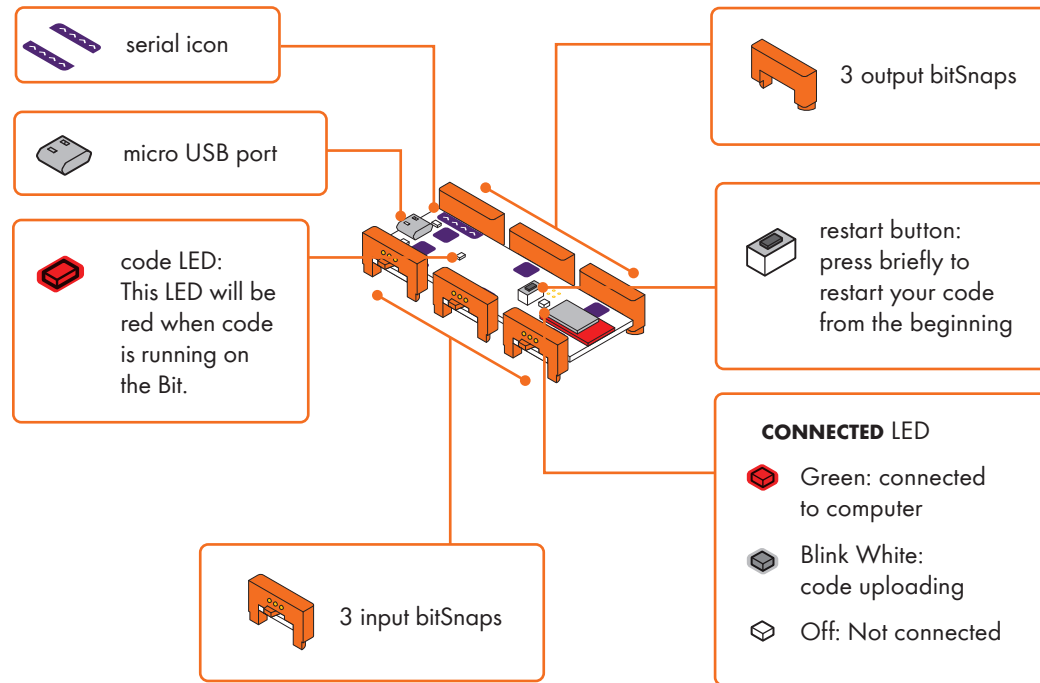 serial icon
micro USB port
code LED:
This LED will be
red when code
is running on
the Bit.
3 output bitSnaps
restart button:
press briefly to
restart your code
from the beginning
CONNECTED LED
Green: connected
to computer
Blink White:
code uploading
Off: Not connected
3 input bitSnaps